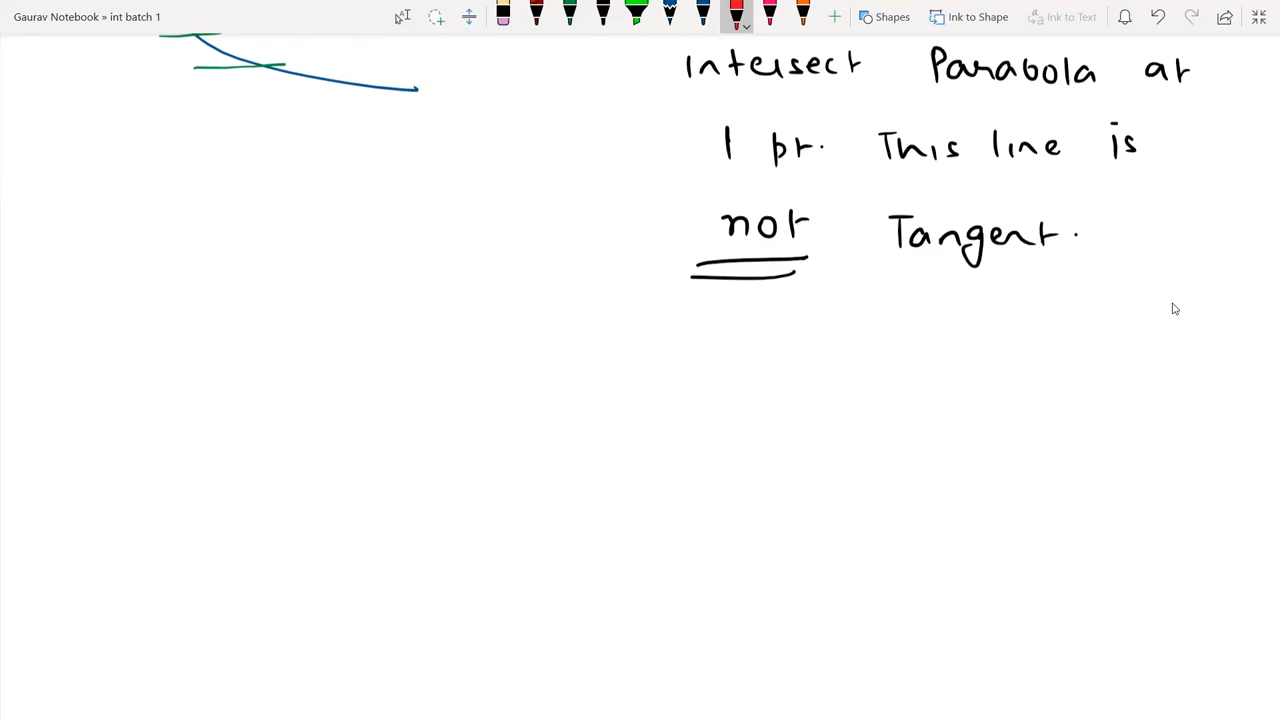 Gaurav Notebook » int batch 1
Shapes
Ink to Shape
Ink to Text
Intersect Parabola at
1 pt. This line is
not Tangent.